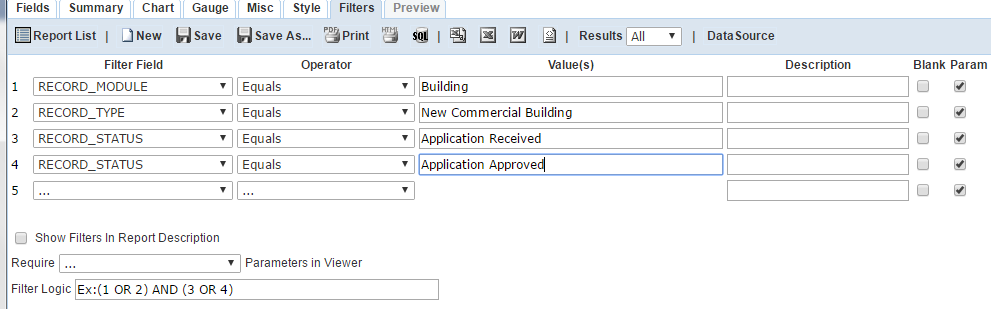 Fields Summary Chart Gauge Misc Style Filters Preview
Report List | New Save Save As... PDF Print HTML SQL | W | Results All | DataSource
Filter Field Operator Value(s) Description Blank Param
1 RECORD_MODULE Equals Building
2 RECORD_TYPE Equals New Commercial Building
3 RECORD_STATUS Equals Application Received
4 RECORD_STATUS Equals Application Approved
5 ... ...
Show Filters In Report Description
Require ... Parameters in Viewer
Filter Logic Ex:(1 OR 2) AND (3 OR 4)